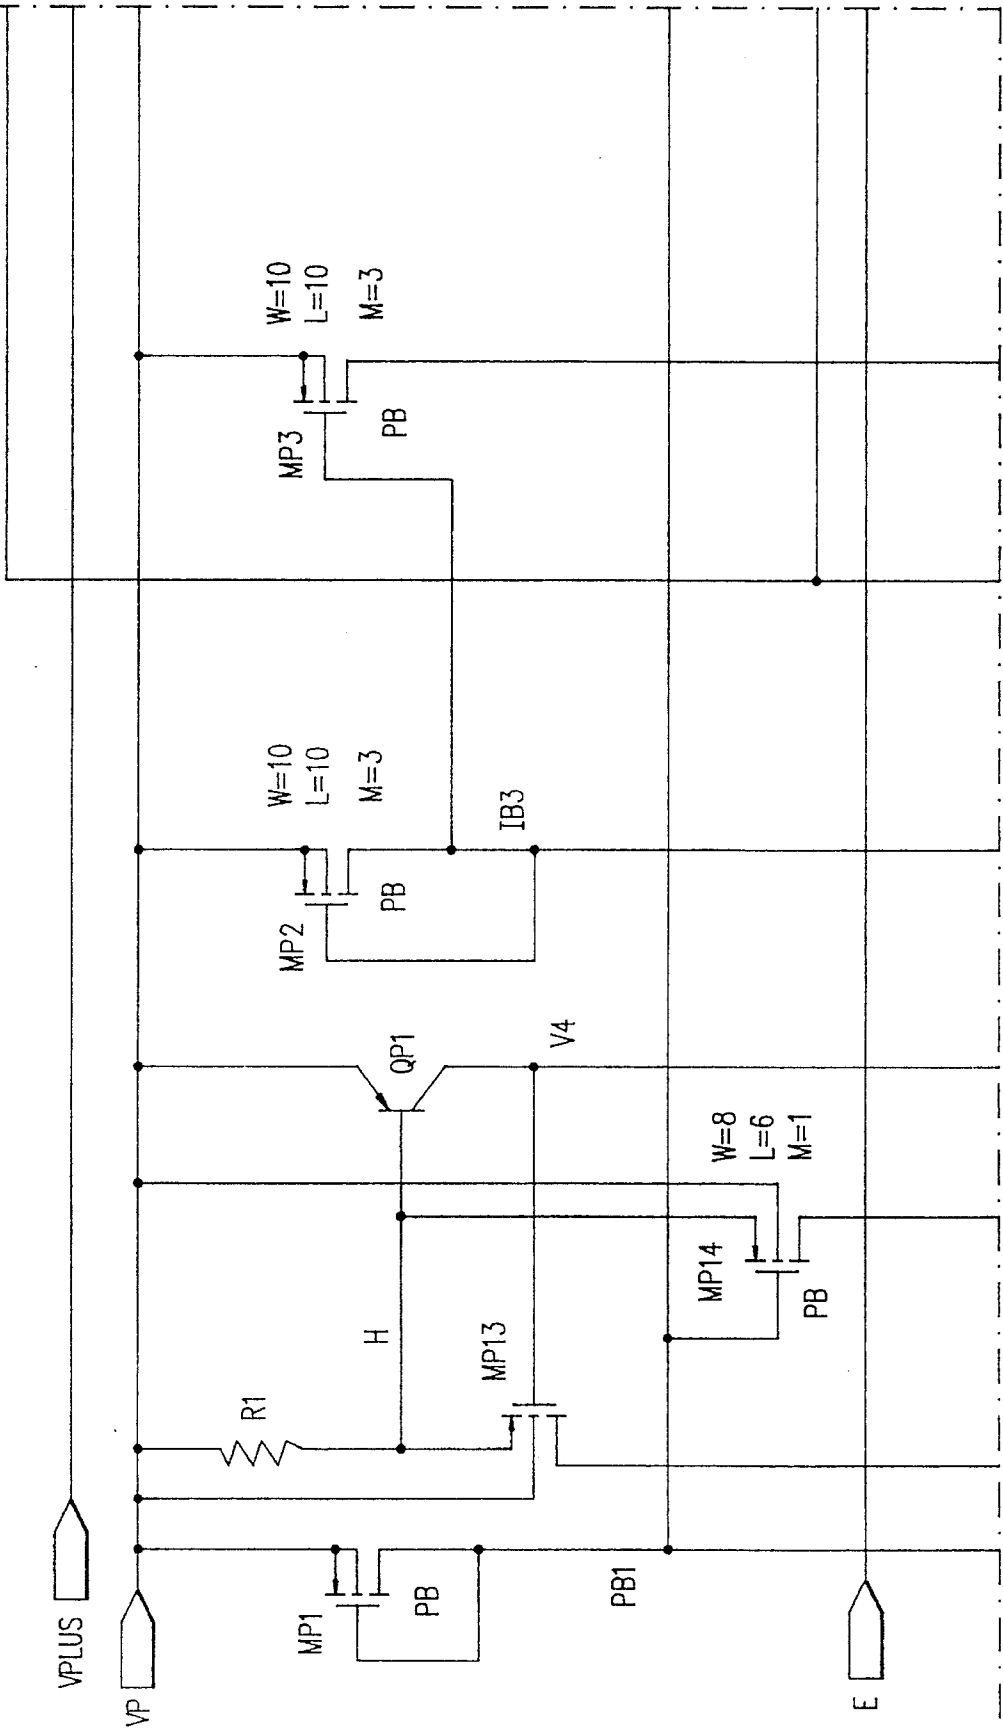 VPLUS
VP
MP1
PB
PB1
E
R1
H
MP13
MP14
PB
W=8
L=6
M=1
QP1
V4
MP2
PB
W=10
L=10
M=3
IB3
MP3
PB
W=10
L=10
M=3